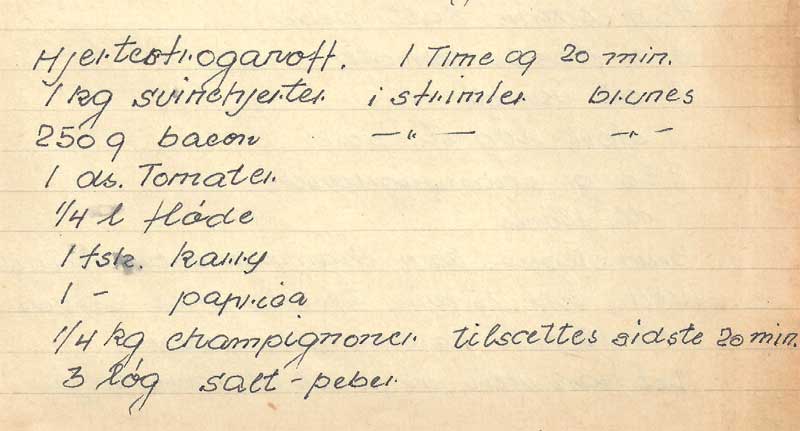 Hjertestroganoff. 1 Time og 20 min.
1 kg svinehjerter i strimler brunes
250 g bacon —"— —"—
1 ds. Tomater.
1/4 l fløde
1 tsk. karry
1 - paprica
1/4 kg champignoner tilsættes sidste 20 min.
3 løg salt - peber